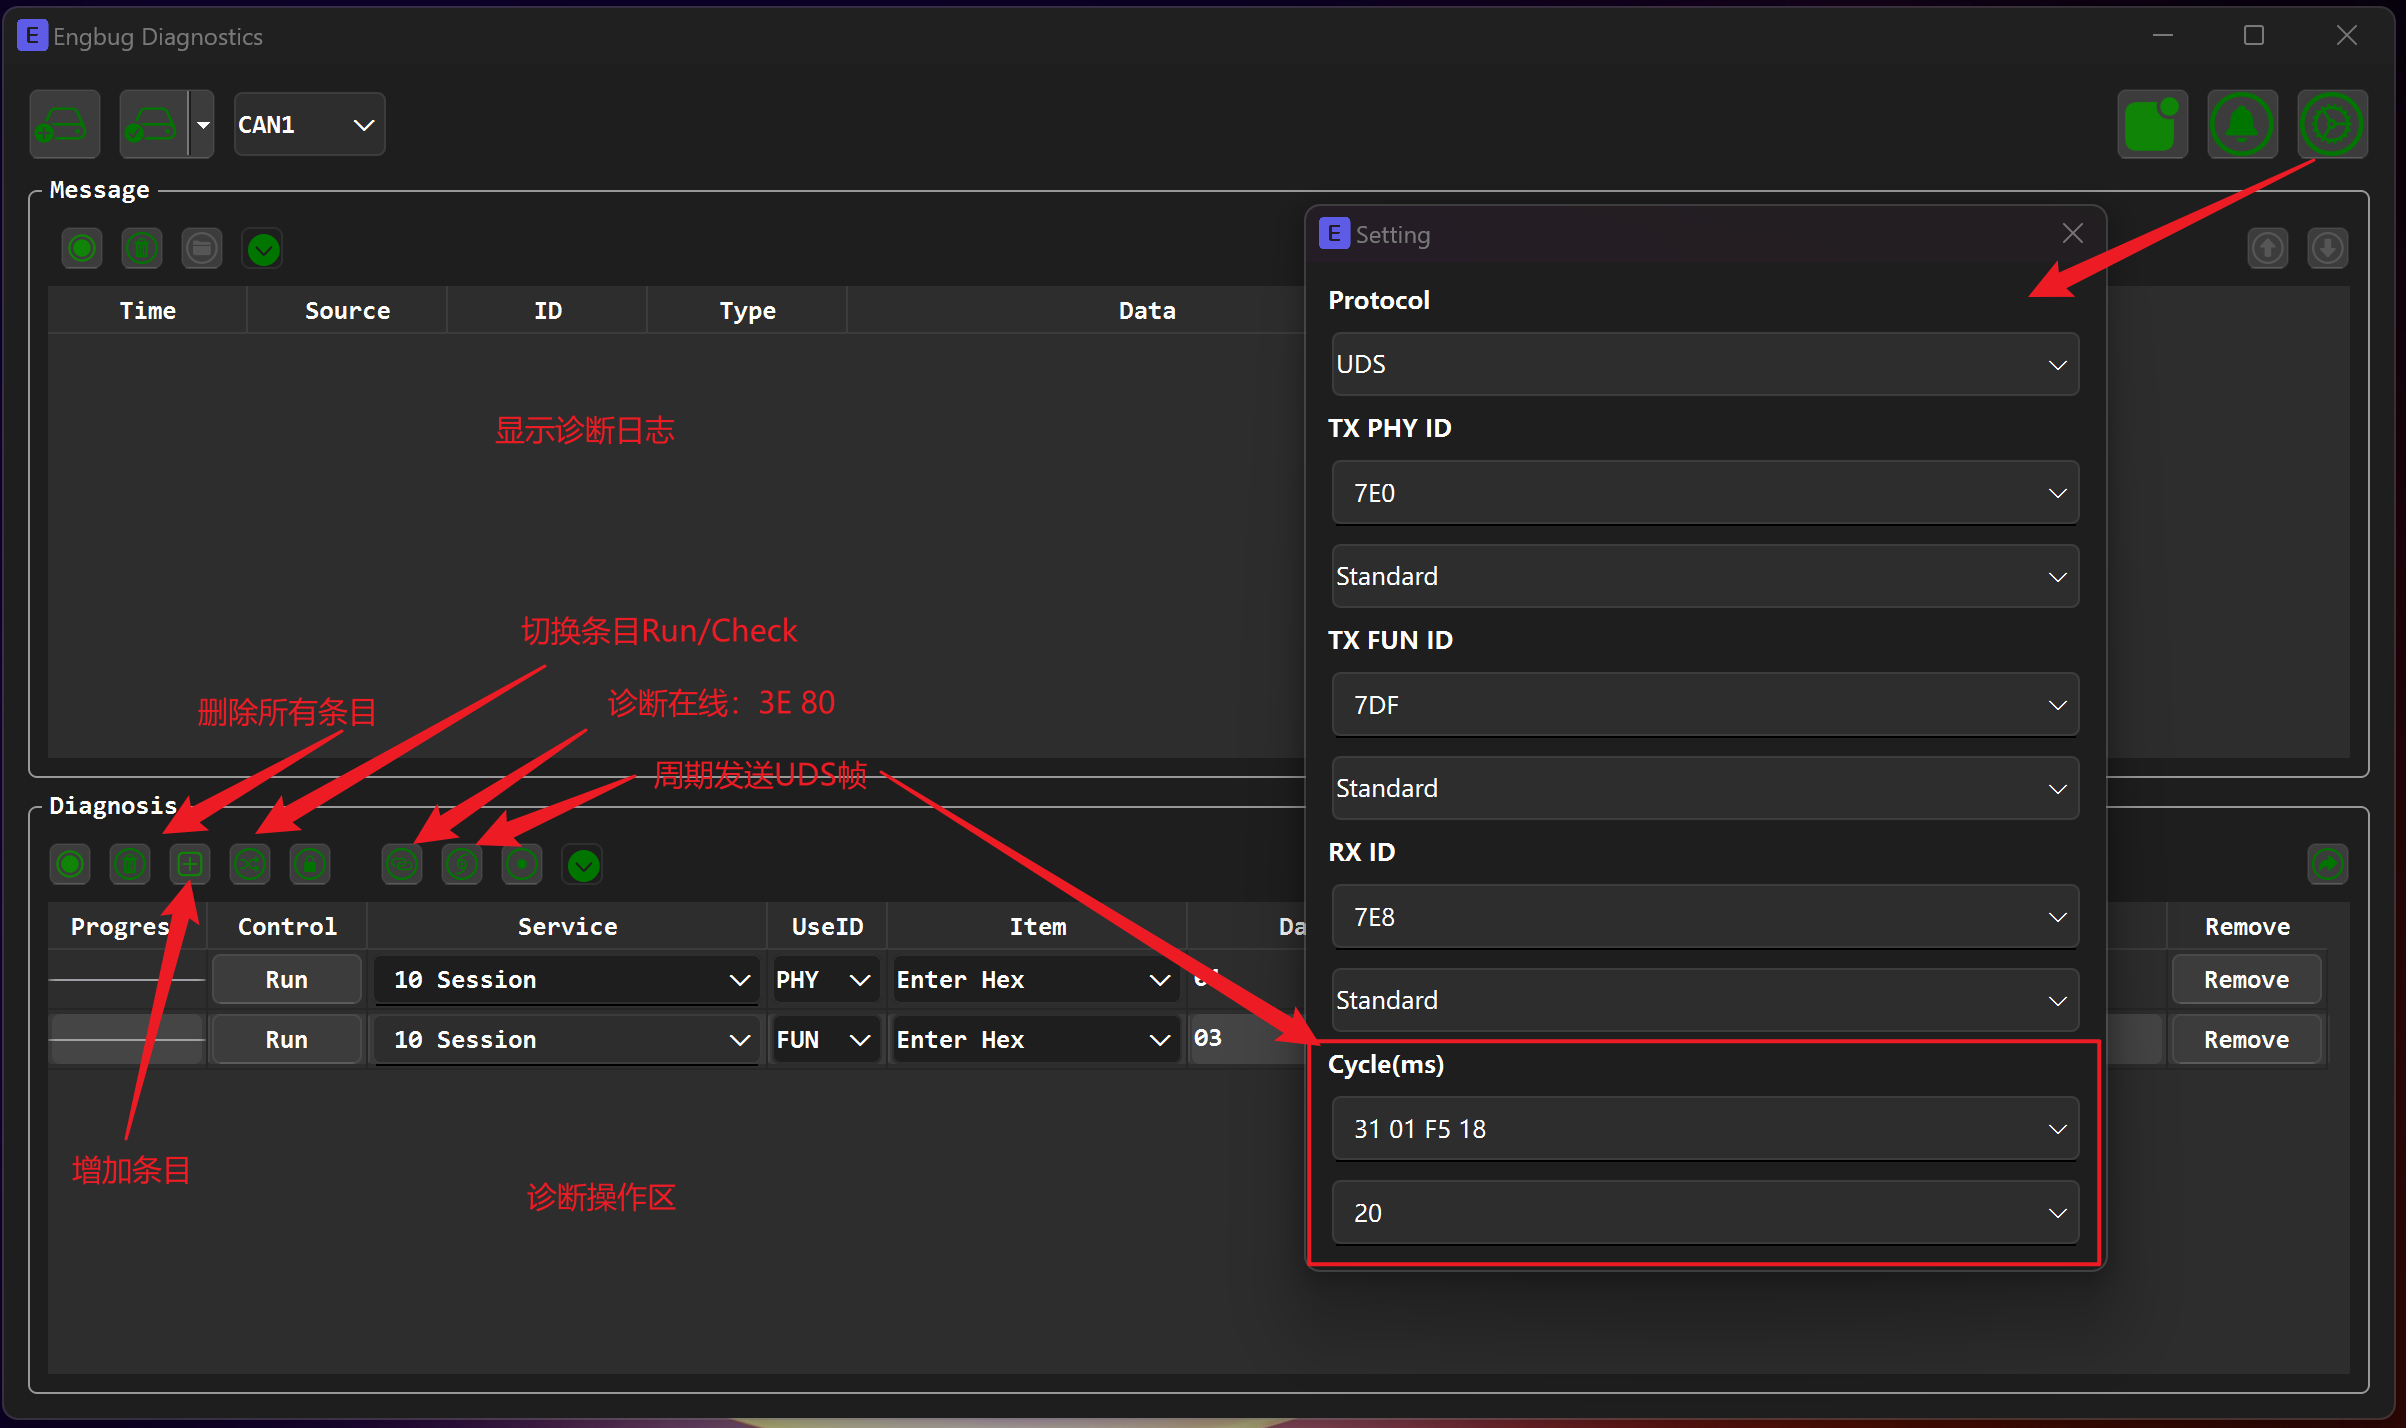 E Engbug Diagnostics
CAN1
Message
E Setting
Protocol
Time Source ID Type Data
UDS
显示诊断日志
TX PHY ID
7E0
Standard
切换条目Run/Check
TX FUN ID
删除所有条目
诊断在线：3E 80
7DF
周期发送UDS帧
Standard
Diagnosis
RX ID
7E8
Progres Control Service UseID Item Da Remove
Run 10 Session PHY Enter Hex Remove
Standard
Run 10 Session FUN Enter Hex 03 Remove
Cycle(ms)
31 01 F5 18
增加条目
诊断操作区
20